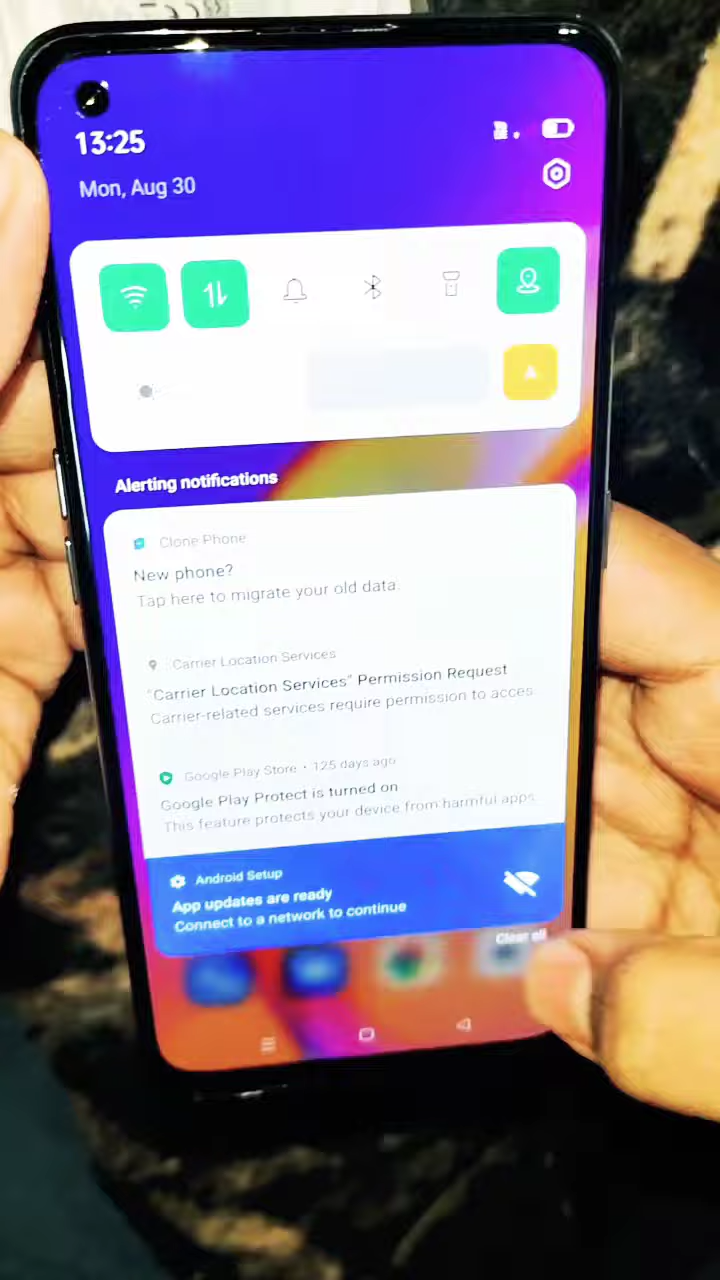 13:25
Mon, Aug 30
Alerting notifications
Clone Phone
New phone?
Tap here to migrate your old data.
Carrier Location Services
"Carrier Location Services" Permission Request
Carrier-related services require permission to acces
Google Play Store • 125 days ago
Google Play Protect is turned on
This feature protects your device from harmful apps.
Android Setup
App updates are ready
Connect to a network to continue
Clear all